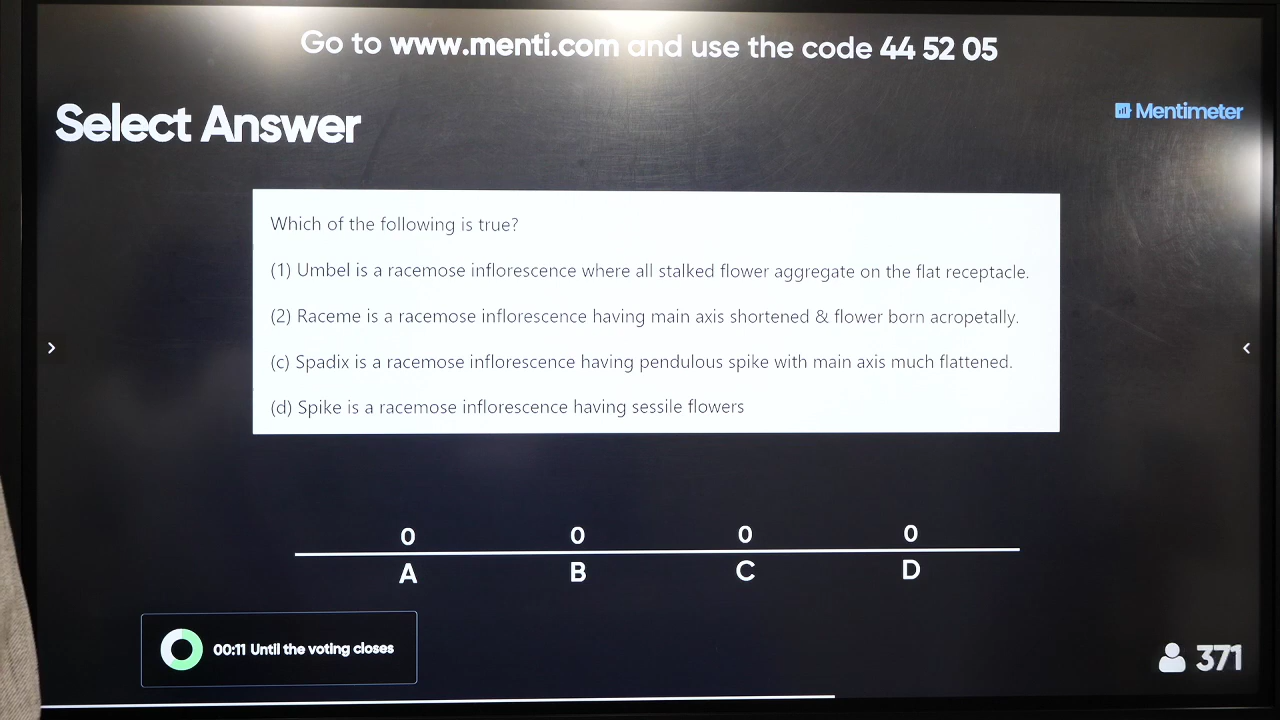 Go to www.menti.com and use the code 44 52 05
Select Answer
Mentimeter
Which of the following is true?
(1) Umbel is a racemose inflorescence where all stalked flower aggregate on the flat receptacle.
(2) Raceme is a racemose inflorescence having main axis shortened & flower born acropetally.
(c) Spadix is a racemose inflorescence having pendulous spike with main axis much flattened.
(d) Spike is a racemose inflorescence having sessile flowers
0 0 0 0
A B C D
00:11 Until the voting closes
371